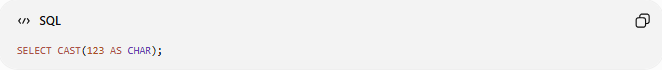 SQL
SELECT CAST(123 AS CHAR);